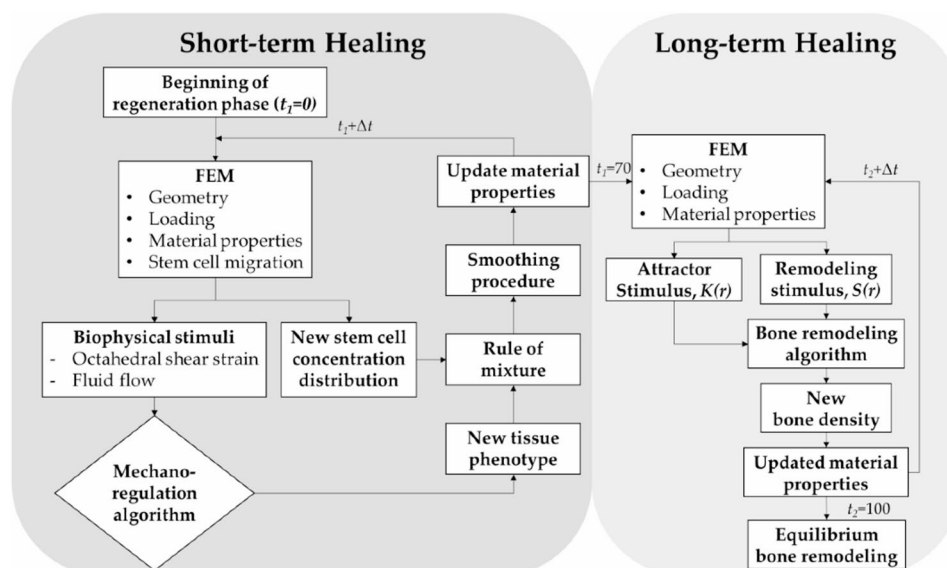 Short-term Healing
Beginning of
regeneration phase (t₁=0)
t₁+Δt
FEM
• Geometry
• Loading
• Material properties
• Stem cell migration
Biophysical stimuli
- Octahedral shear strain
- Fluid flow
New stem cell
concentration
distribution
Mechano-
regulation
algorithm
New tissue
phenotype
Rule of
mixture
Smoothing
procedure
Update material
properties
t₁=70
Long-term Healing
FEM
• Geometry
• Loading
• Material properties
t₂+Δt
Attractor
Stimulus, K(r)
Remodeling
stimulus, S(r)
Bone remodeling
algorithm
New
bone density
Updated material
properties
t₂=100
Equilibrium
bone remodeling